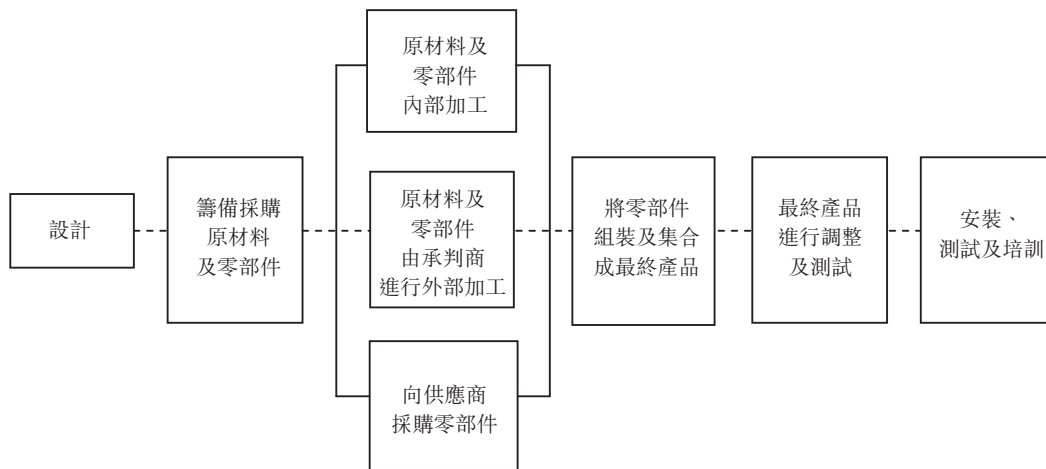 設計
籌備採購
原材料
及零部件
原材料及
零部件
內部加工
原材料及
零部件
由承判商
進行外部加工
向供應商
採購零部件
將零部件
組裝及集合
成最終產品
最終產品
進行調整
及測試
安裝、
測試及培訓